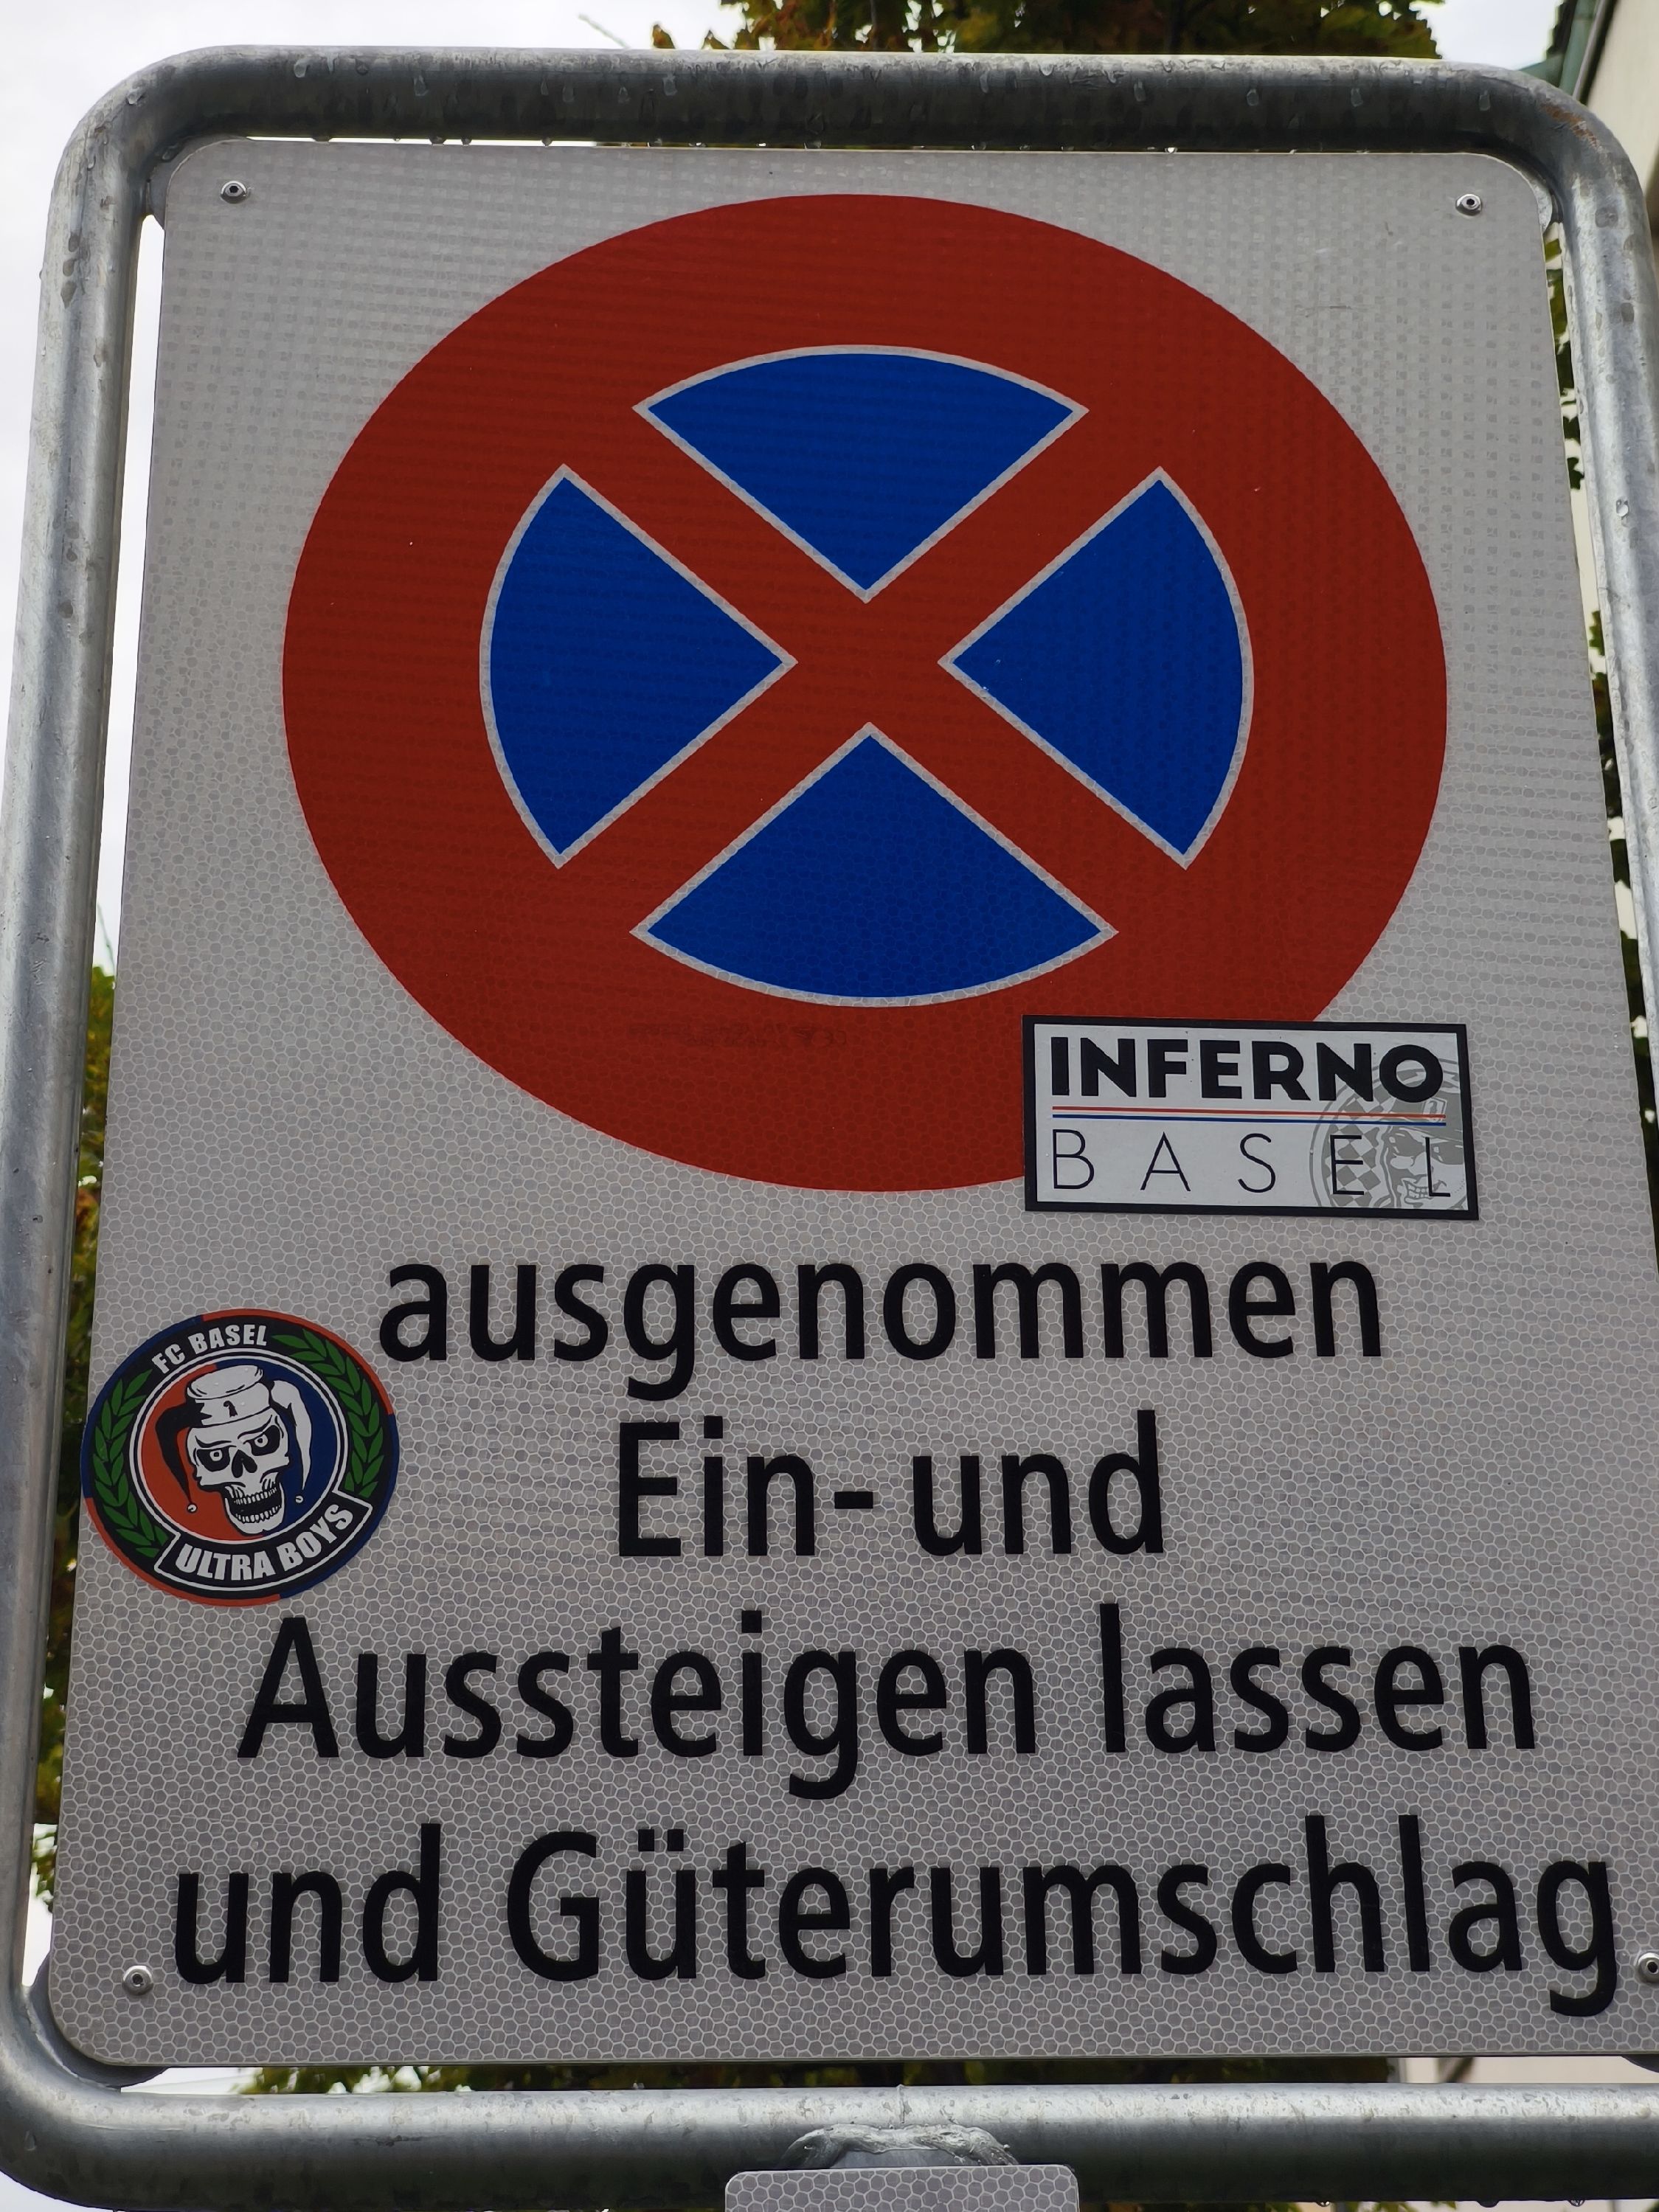 INFERNO
BASEL
ausgenommen
FC BASEL
ULTRA BOYS
Ein- und
Aussteigen lassen
und Güterumschlag